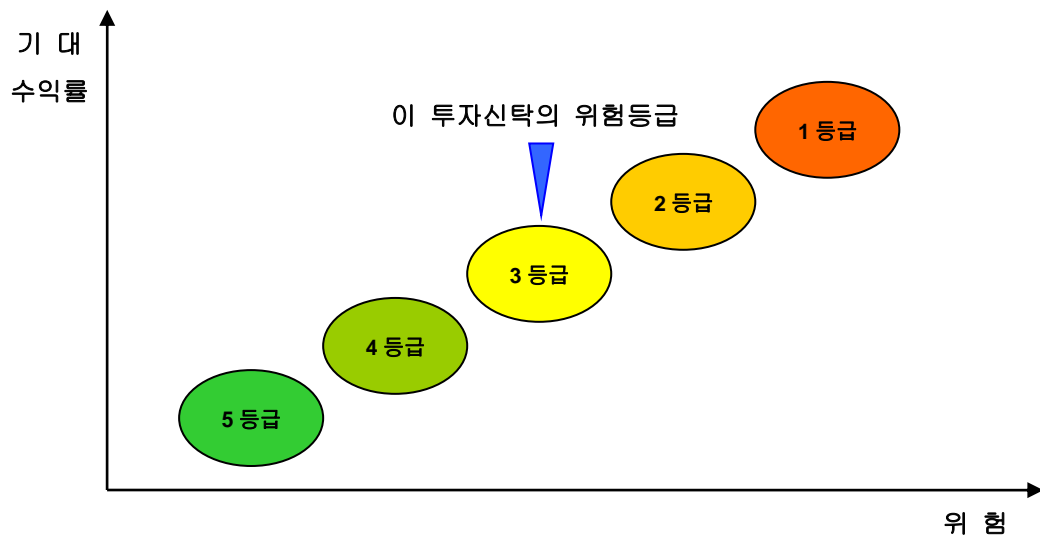 기 대
수익률
이 투자신탁의 위험등급
1 등급
2 등급
3 등급
4 등급
5 등급
위 험